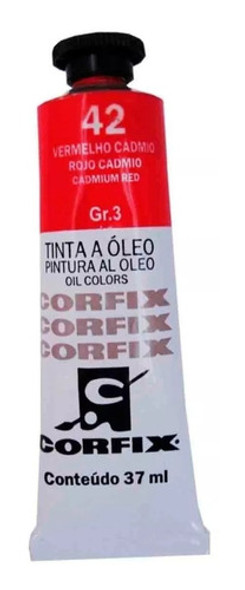 42
VERMELHO CÁDMIO
ROJO CADMIO
CADMIUM RED
Gr.3
TINTA A ÓLEO
PINTURA AL OLEO
OIL COLORS
CORFIX
CORFIX
CORFIX
C
CORFIX
Conteúdo 37 ml